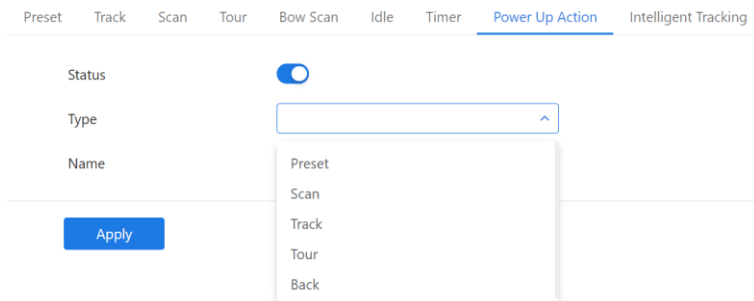 Preset Track Scan Tour Bow Scan Idle Timer Power Up Action Intelligent Tracking
Status
Type
Name
Preset
Scan
Track
Tour
Back
Apply